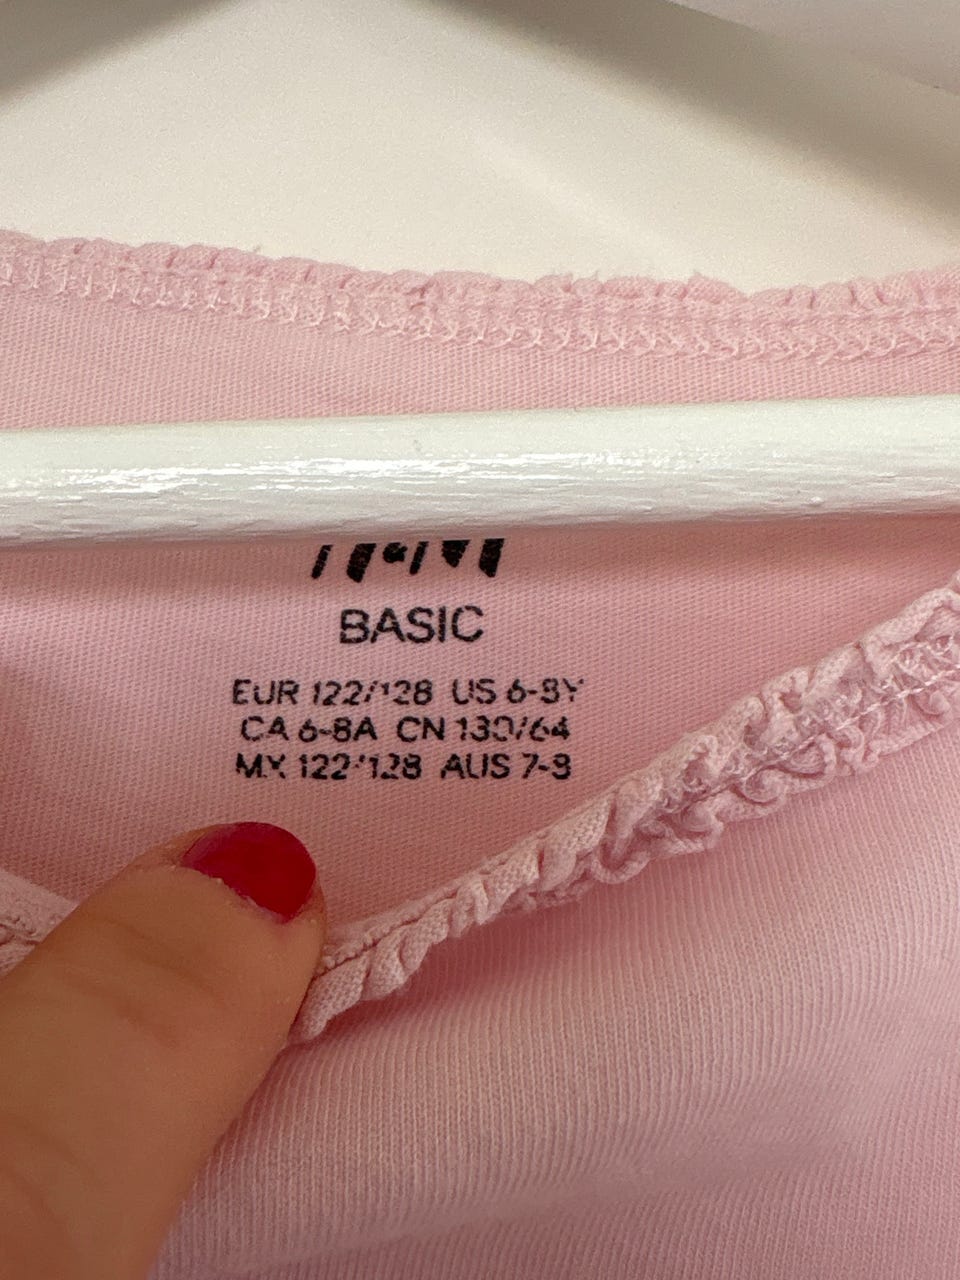 H&M
BASIC
EUR 122/128 US 6-8Y
CA 6-8A CN 130/64
MX 122/128 AUS 7-8